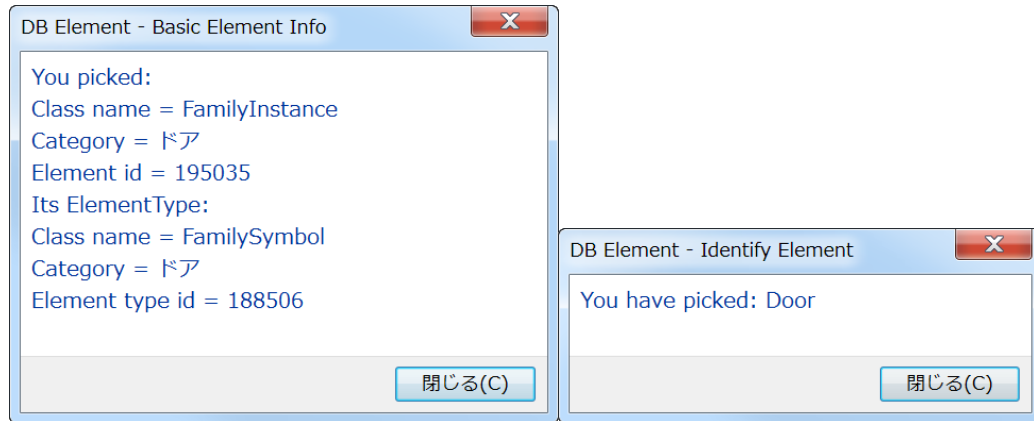 DB Element - Basic Element Info
You picked:
Class name = FamilyInstance
Category = ドア
Element id = 195035
Its ElementType:
Class name = FamilySymbol
Category = ドア
Element type id = 188506
閉じる(C)
DB Element - Identify Element
You have picked: Door
閉じる(C)